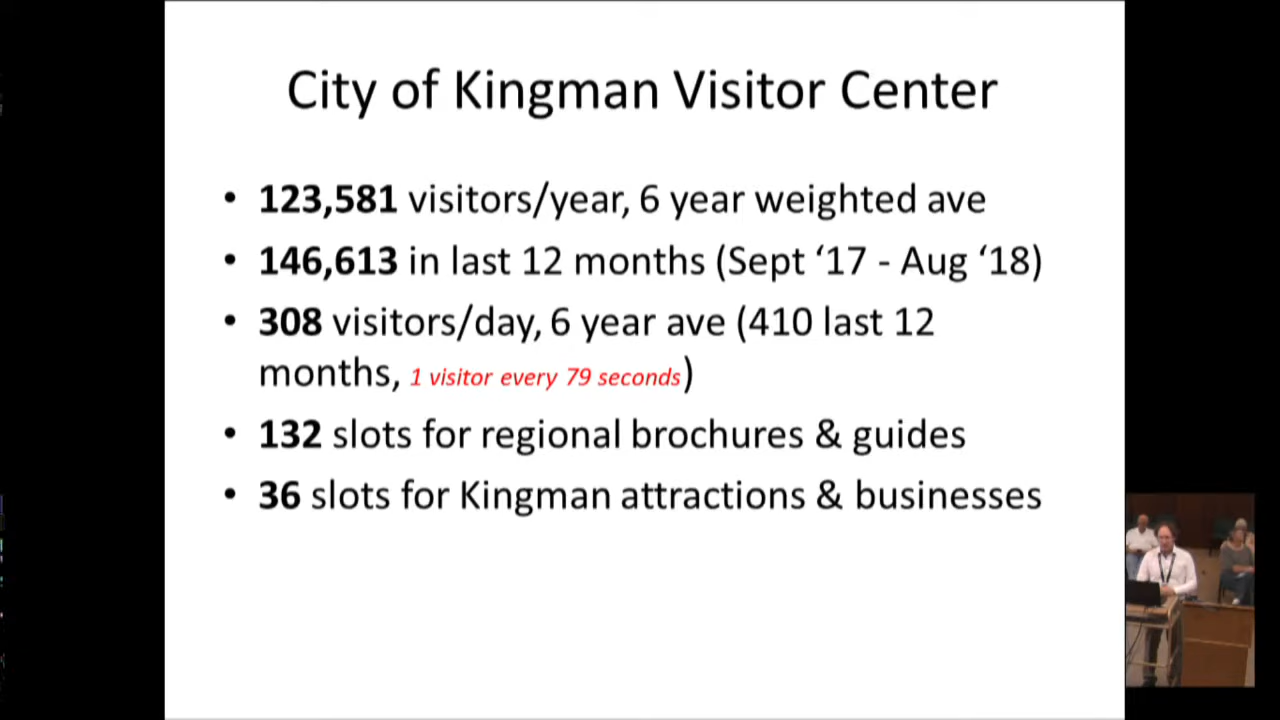 City of Kingman Visitor Center
• 123,581 visitors/year, 6 year weighted ave
• 146,613 in last 12 months (Sept ‘17 - Aug ‘18)
• 308 visitors/day, 6 year ave (410 last 12
months, 1 visitor every 79 seconds)
• 132 slots for regional brochures & guides
• 36 slots for Kingman attractions & businesses